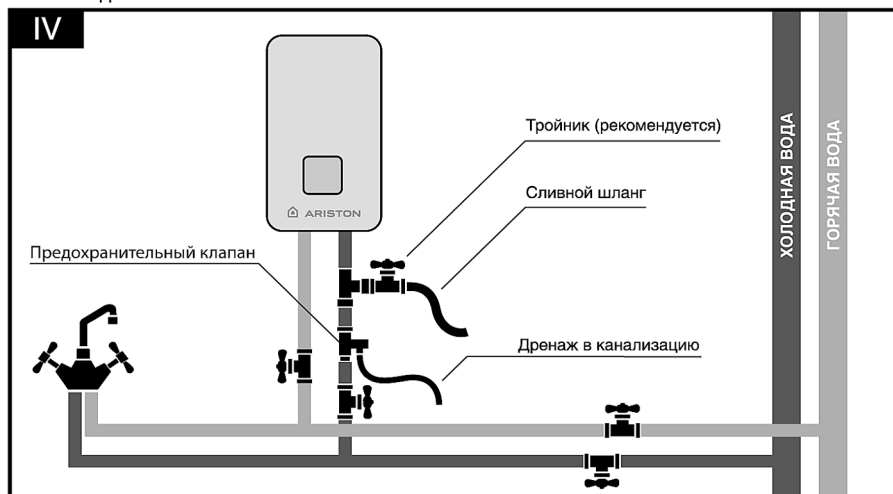 IV
Тройник (рекомендуется)
ХОЛОДНАЯ ВОДА
ГОРЯЧАЯ ВОДА
Сливной шланг
ARISTON
Предохранительный клапан
Дренаж в канализацию